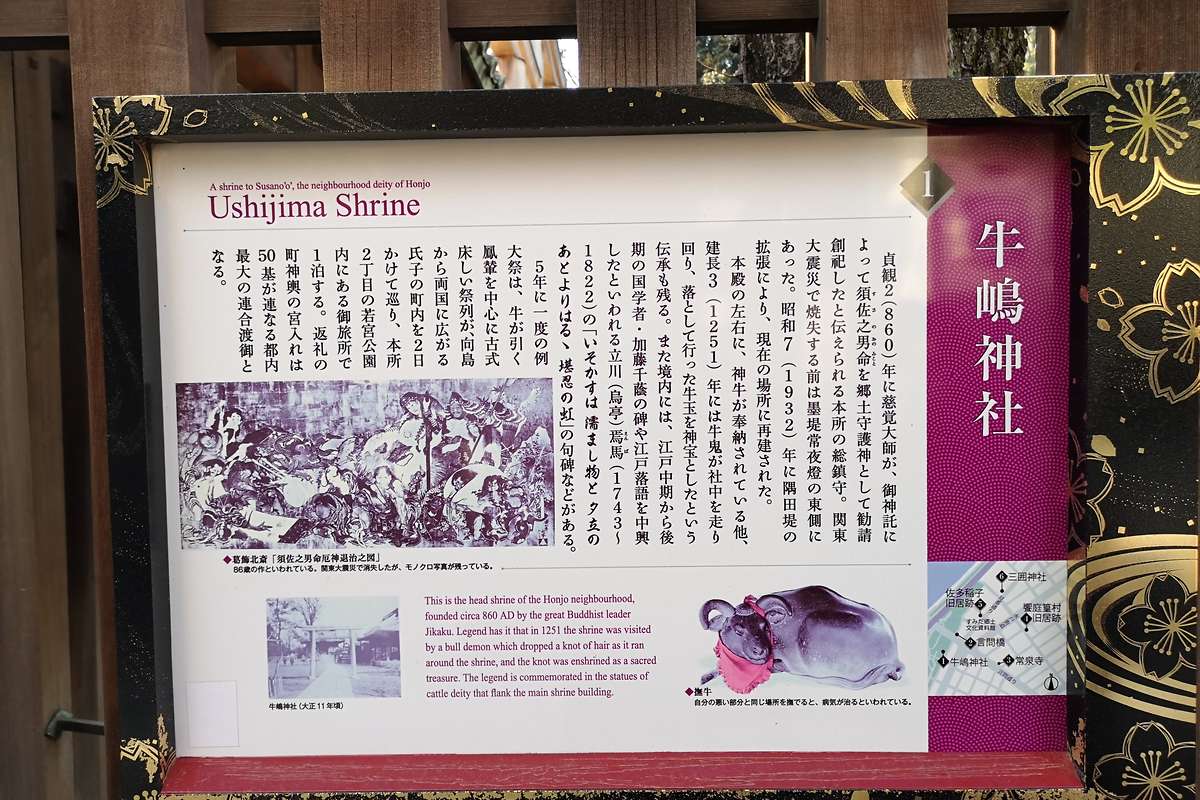 A shrine to Susano'o', the neighbourhood deity of Honjo
Ushijima Shrine
1
牛嶋神社
貞観2(860)年に慈覚大師が、御神託に
よって須佐之男命を郷土守護神として勧請
創祀したと伝えられる本所の総鎮守。関東
大震災で焼失する前は墨堤常夜燈の東側に
あった。昭和7(1932)年に隅田堤の
拡張により、現在の場所に再建された。
本殿の左右に、神牛が奉納されている他、
建長3(1251)年には牛鬼が社中を走り
回り、落として行った牛玉を神宝としたという
伝承も残る。また境内には、江戸中期から後
期の国学者・加藤千蔭の碑や江戸落語を中興
したといわれる立川(烏亭)焉馬(1743〜
1822)の「いそかすは 濡まし物と 夕立の
あとよりはるゝ 堪忍の虹」の句碑などがある。
5年に一度の例
大祭は、牛が引く
鳳輦を中心に古式
床しい祭列が、向島
から両国に広がる
氏子の町内を2日
かけて巡り、本所
2丁目の若宮公園
内にある御旅所で
1泊する。返礼の
町神輿の宮入れは
50基が連なる都内
最大の連合渡御と
なる。
◆葛飾北斎「須佐之男命厄神退治之図」
86歳の作といわれている。関東大震災で消失したが、モノクロ写真が残っている。
牛嶋神社(大正11年頃)
This is the head shrine of the Honjo neighbourhood,
founded circa 860 AD by the great Buddhist leader
Jikaku. Legend has it that in 1251 the shrine was visited
by a bull demon which dropped a knot of hair as it ran
around the shrine, and the knot was enshrined as a sacred
treasure. The legend is commemorated in the statues of
cattle deity that flank the main shrine building.
◆撫牛
自分の悪い部分と同じ場所を撫でると、病気が治るといわれている。
6 三囲神社
佐多稲子
旧居跡 5
饗庭篁村
旧居跡
すみだ郷土
文化資料館
2 言問橋
1 牛嶋神社
常泉寺